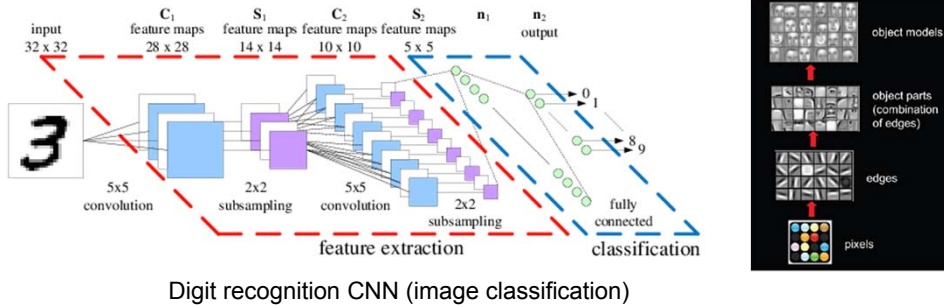 input
32 x 32
C1
feature maps
28 x 28
S1
feature maps
14 x 14
C2
feature maps
10 x 10
S2
feature maps
5 x 5
n1
n2
output
0
1
8
9
3
5x5
convolution
2x2
subsampling
5x5
convolution
2x2
subsampling
fully
connected
feature extraction
classification
Digit recognition CNN (image classification)
object models
object parts
(combination
of edges)
edges
pixels